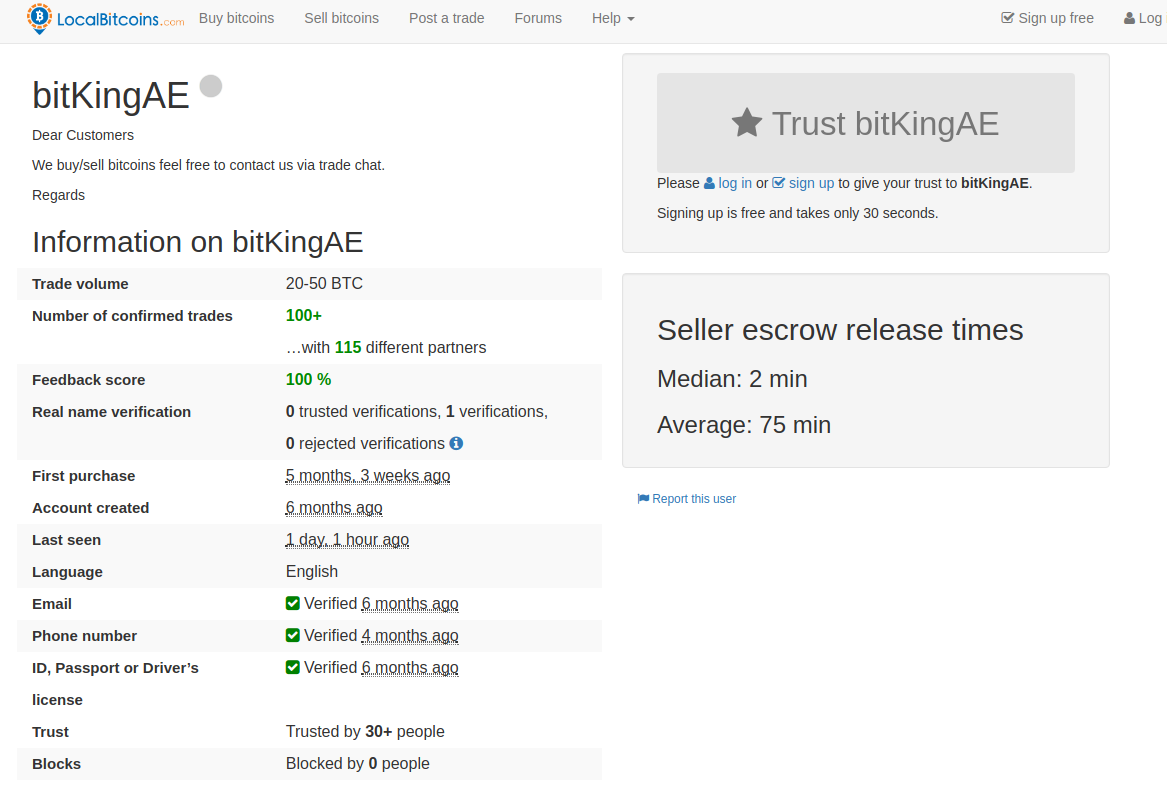 LocalBitcoins.com Buy bitcoins Sell bitcoins Post a trade Forums Help Sign up free Log
bitKingAE
Dear Customers
We buy/sell bitcoins feel free to contact us via trade chat.
Regards
Information on bitKingAE
Trade volume 20-50 BTC
Number of confirmed trades 100+
…with 115 different partners
Feedback score 100 %
Real name verification 0 trusted verifications, 1 verifications,
0 rejected verifications
First purchase 5 months, 3 weeks ago
Account created 6 months ago
Last seen 1 day, 1 hour ago
Language English
Email Verified 6 months ago
Phone number Verified 4 months ago
ID, Passport or Driver’s Verified 6 months ago
license
Trust Trusted by 30+ people
Blocks Blocked by 0 people
Trust bitKingAE
Please log in or sign up to give your trust to bitKingAE.
Signing up is free and takes only 30 seconds.
Seller escrow release times
Median: 2 min
Average: 75 min
Report this user